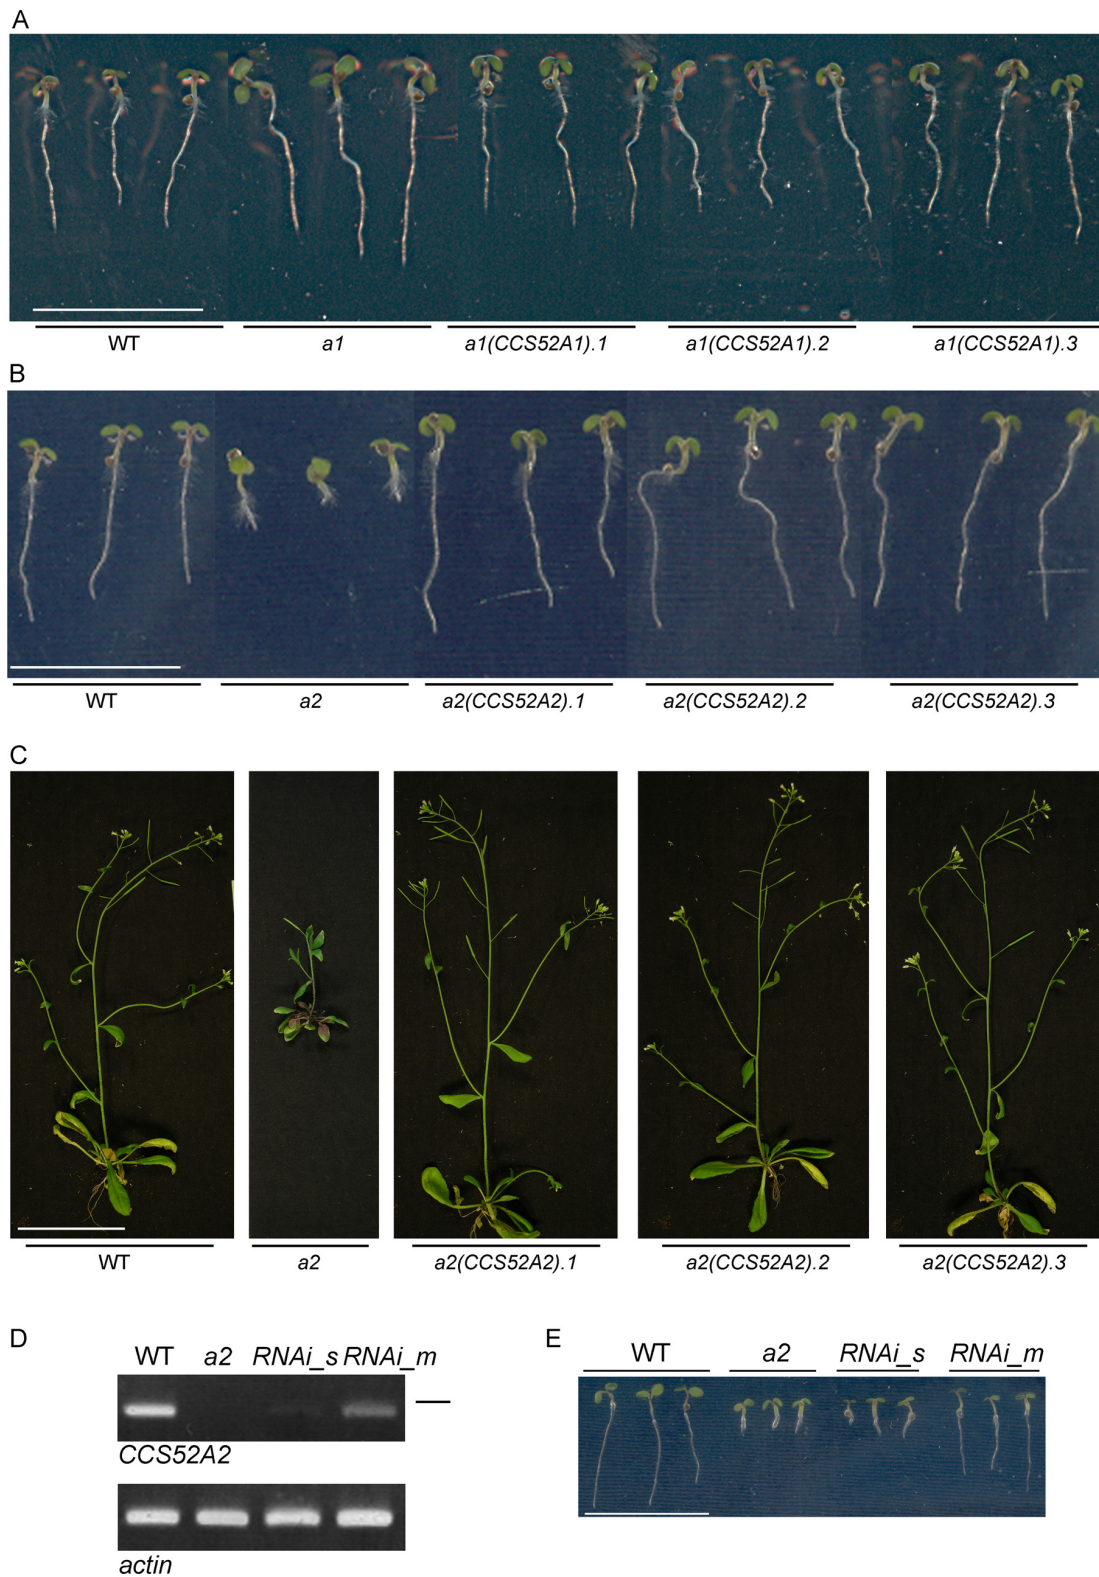 A
WT a1 a1(CCS52A1).1 a1(CCS52A1).2 a1(CCS52A1).3
B
WT a2 a2(CCS52A2).1 a2(CCS52A2).2 a2(CCS52A2).3
C
WT a2 a2(CCS52A2).1 a2(CCS52A2).2 a2(CCS52A2).3
D
WT a2 RNAi_s RNAi_m
CCS52A2
actin
E
WT a2 RNAi_s RNAi_m